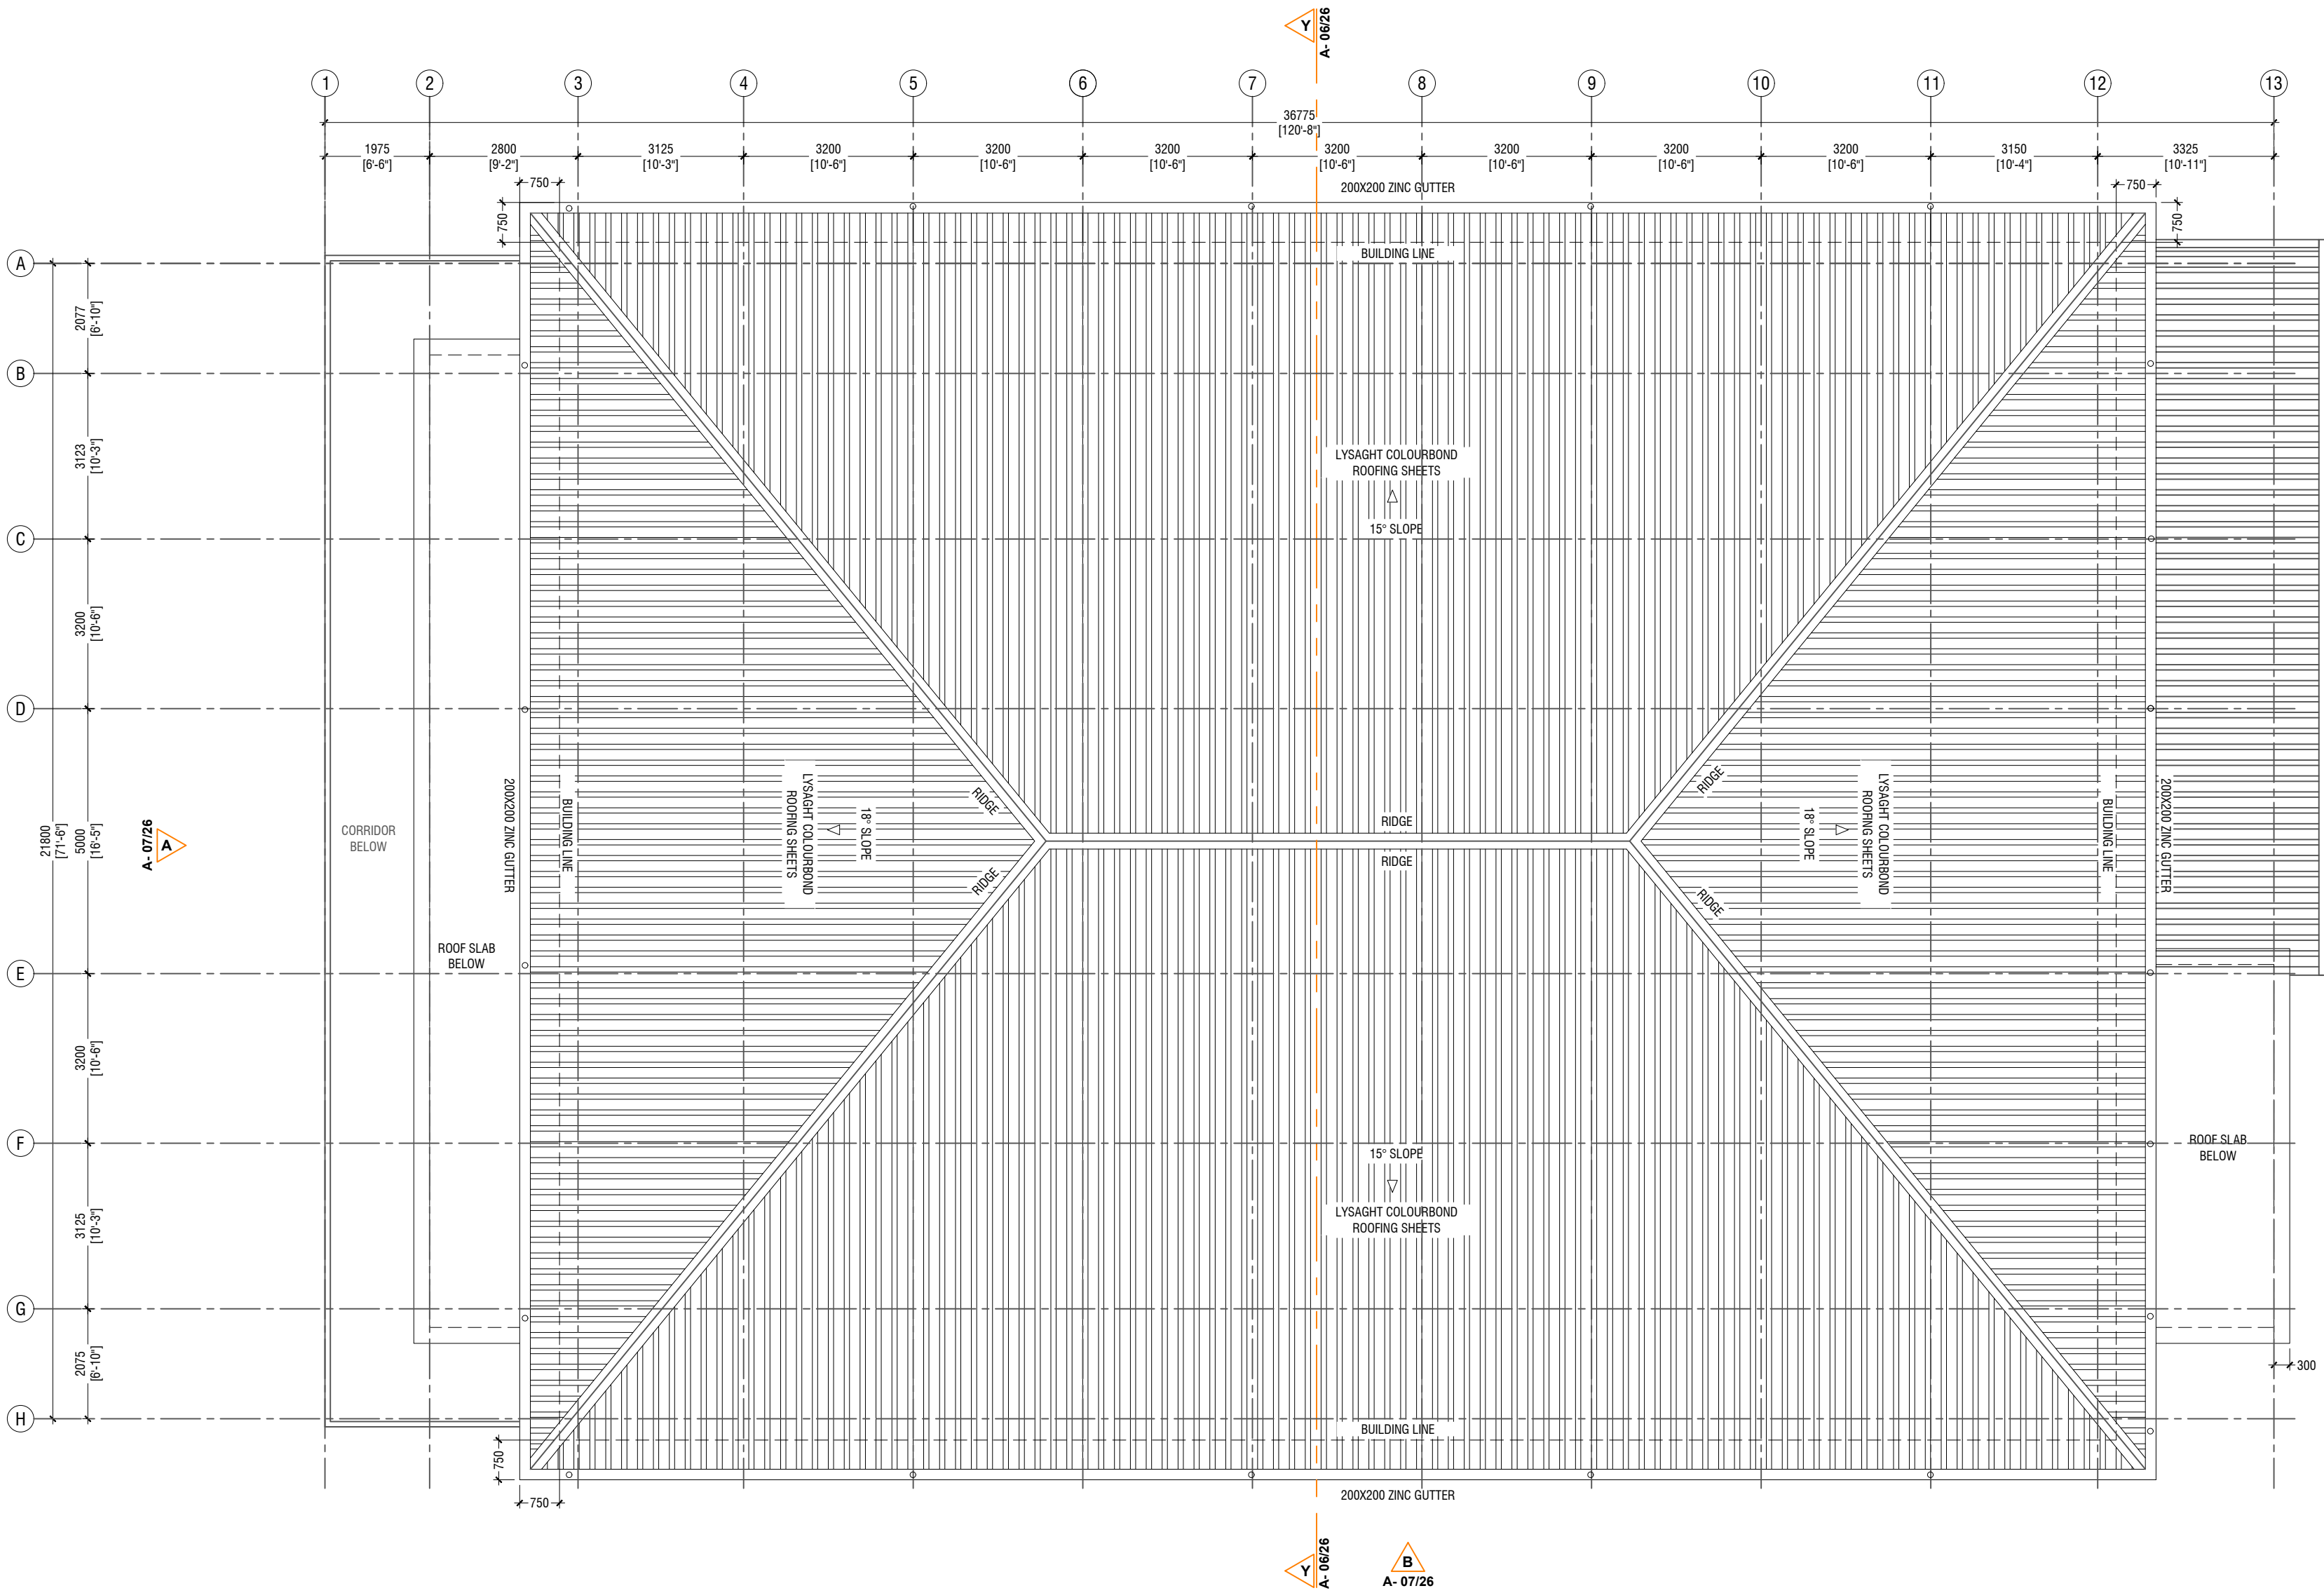 Y
A- 06/26
1
2
3
4
5
6
7
8
9
10
11
12
13
36775
[120'-8"]
1975
[6'-6"]
2800
[9'-2"]
3125
[10'-3"]
3200
[10'-6"]
3200
[10'-6"]
3200
[10'-6"]
3200
[10'-6"]
3200
[10'-6"]
3200
[10'-6"]
3200
[10'-6"]
3150
[10'-4"]
3325
[10'-11"]
750
750
200X200 ZINC GUTTER
750
750
BUILDING LINE
A
B
C
D
E
F
G
H
2077
[6'-10"]
3123
[10'-3"]
3200
[10'-6"]
5000
[16'-5"]
21800
[71'-6"]
3200
[10'-6"]
3125
[10'-3"]
2075
[6'-10"]
A- 07/26
A
CORRIDOR
BELOW
ROOF SLAB
BELOW
200X200 ZINC GUTTER
BUILDING LINE
LYSAGHT COLOURBOND
ROOFING SHEETS
18° SLOPE
RIDGE
RIDGE
LYSAGHT COLOURBOND
ROOFING SHEETS
15° SLOPE
RIDGE
RIDGE
RIDGE
RIDGE
18° SLOPE
LYSAGHT COLOURBOND
ROOFING SHEETS
BUILDING LINE
200X200 ZINC GUTTER
15° SLOPE
LYSAGHT COLOURBOND
ROOFING SHEETS
ROOF SLAB
BELOW
300
BUILDING LINE
750
750
200X200 ZINC GUTTER
Y
A- 06/26
B
A- 07/26